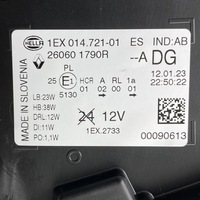 HELLA 1EX 014.721-01 ES IND:AB
26060 1790R --A DG
PL 12.01.23
25 E1 HCR A RL 1a 22:50:22
5130 01 02 00 01
MADE IN SLOVENIA
LB:23W
HB:38W
DRL:12W 24 12V
DI:11W 1EX.2733
PO:1,1W 00090613